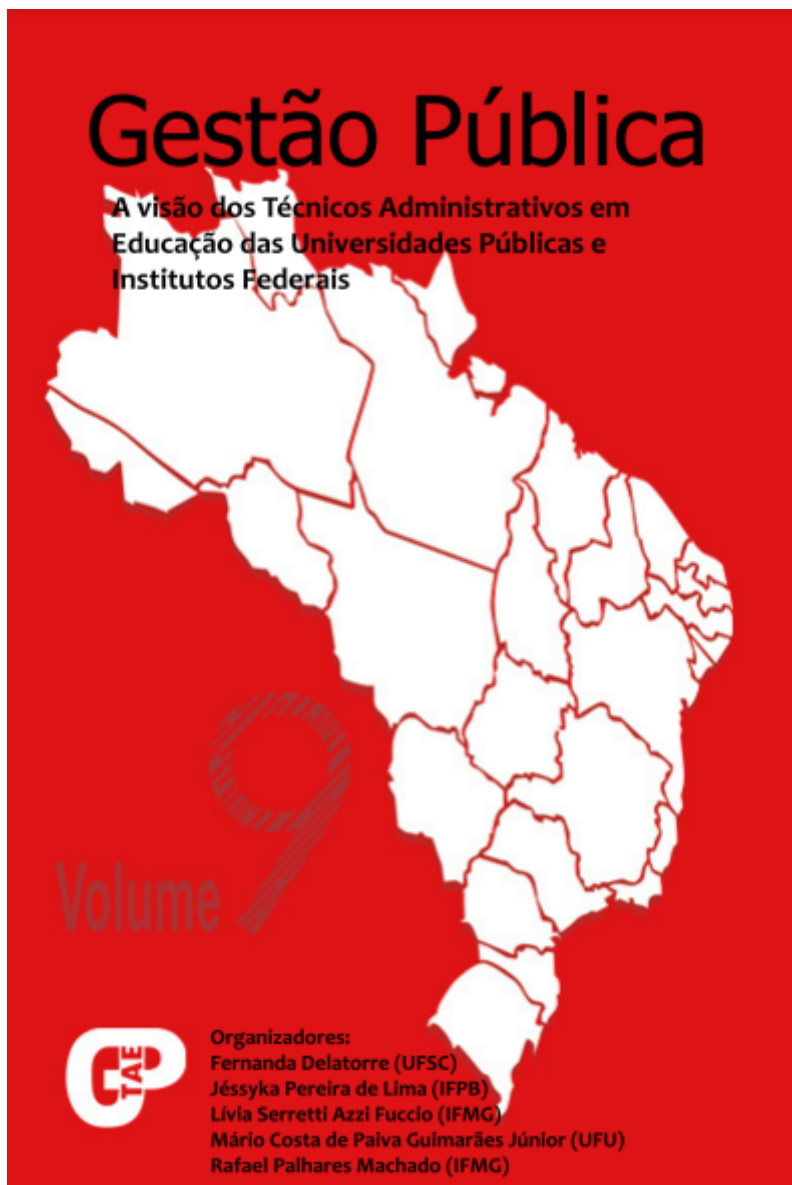 Gestão Pública
A visão dos Técnicos Administrativos em
Educação das Universidades Públicas e
Institutos Federais
Volume 9
GP
TAE
Organizadores:
Fernanda Delatorre (UFSC)
Jéssyka Pereira de Lima (IFPB)
Lívia Serretti Azzi Fuccio (IFMG)
Mário Costa de Paiva Guimarães Júnior (UFU)
Rafael Palhares Machado (IFMG)